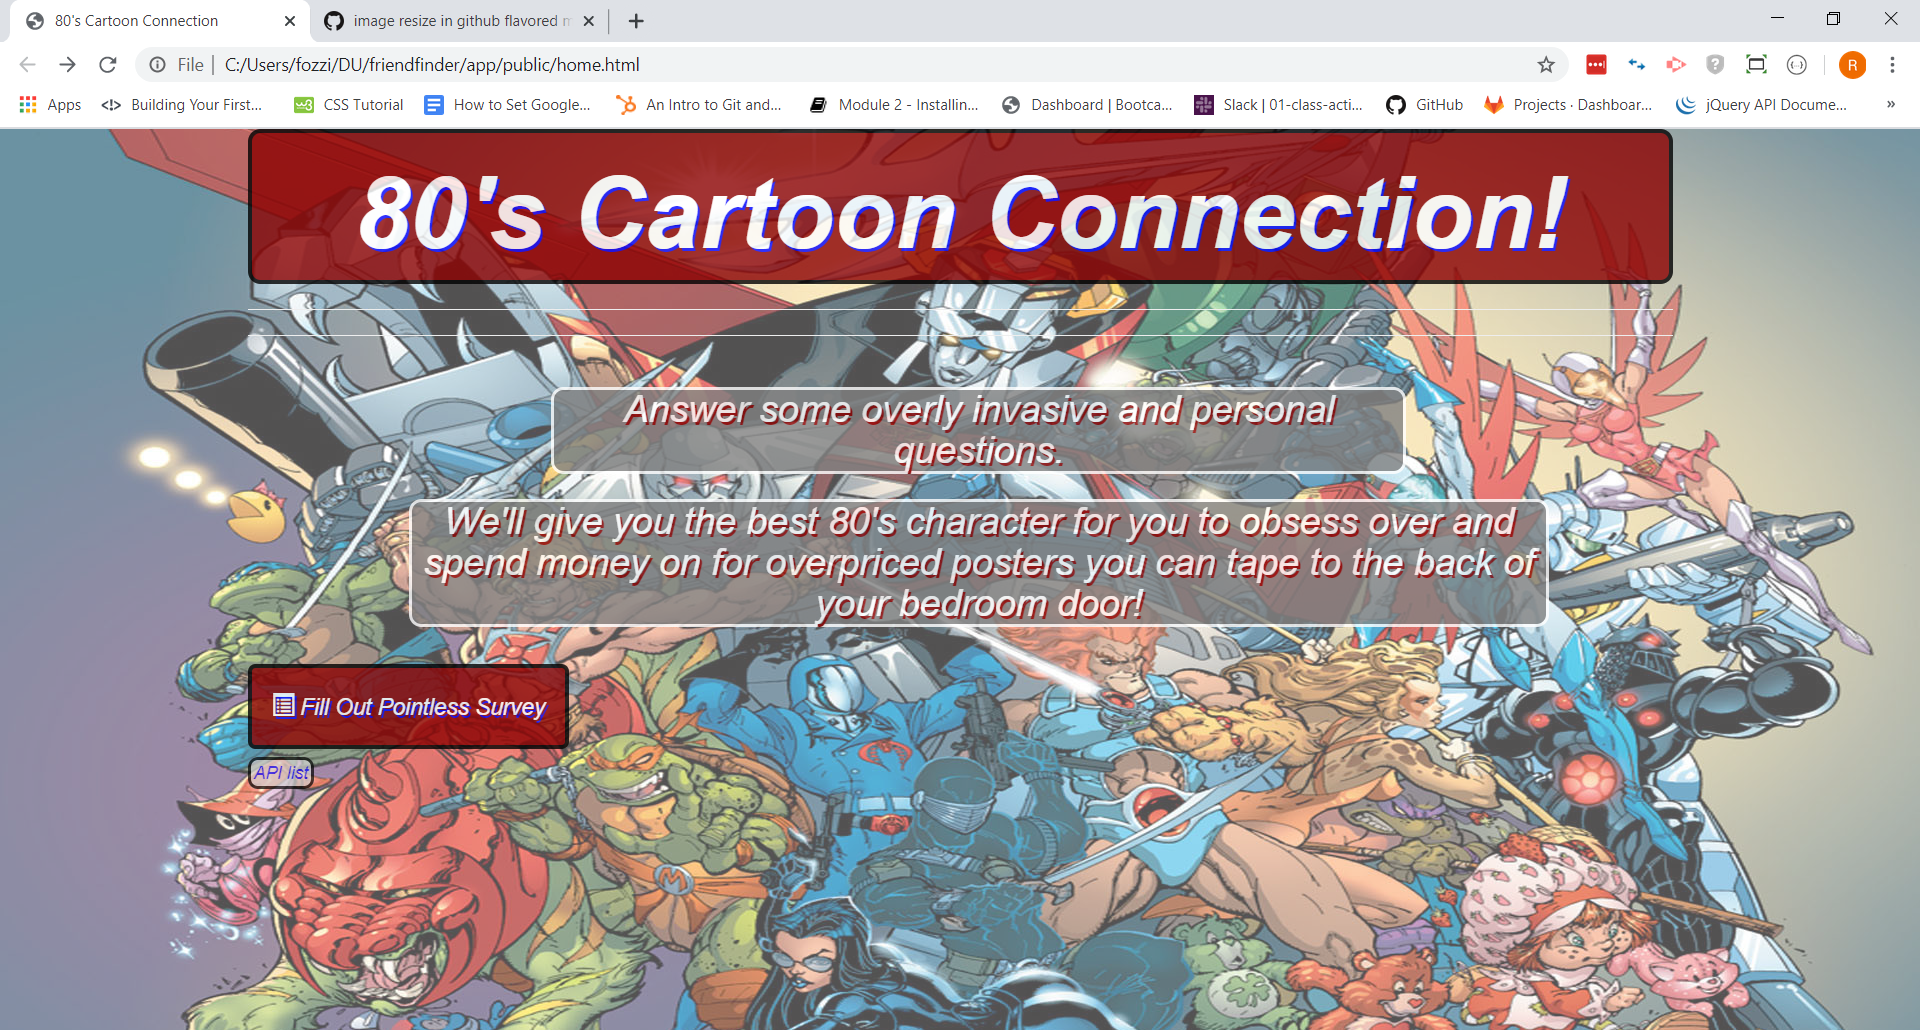 80's Cartoon Connection
image resize in github flavored m
File
C:/Users/fozzi/DU/friendfinder/app/public/home.html
R
Apps
Building Your First...
CSS Tutorial
How to Set Google...
An Intro to Git and...
Module 2 - Installin...
Dashboard | Bootca...
Slack | 01-class-acti...
GitHub
Projects · Dashboar...
jQuery API Docume...
»
80's Cartoon Connection!
Answer some overly invasive and personal
questions.
We'll give you the best 80's character for you to obsess over and
spend money on for overpriced posters you can tape to the back of
your bedroom door!
Fill Out Pointless Survey
API list
M